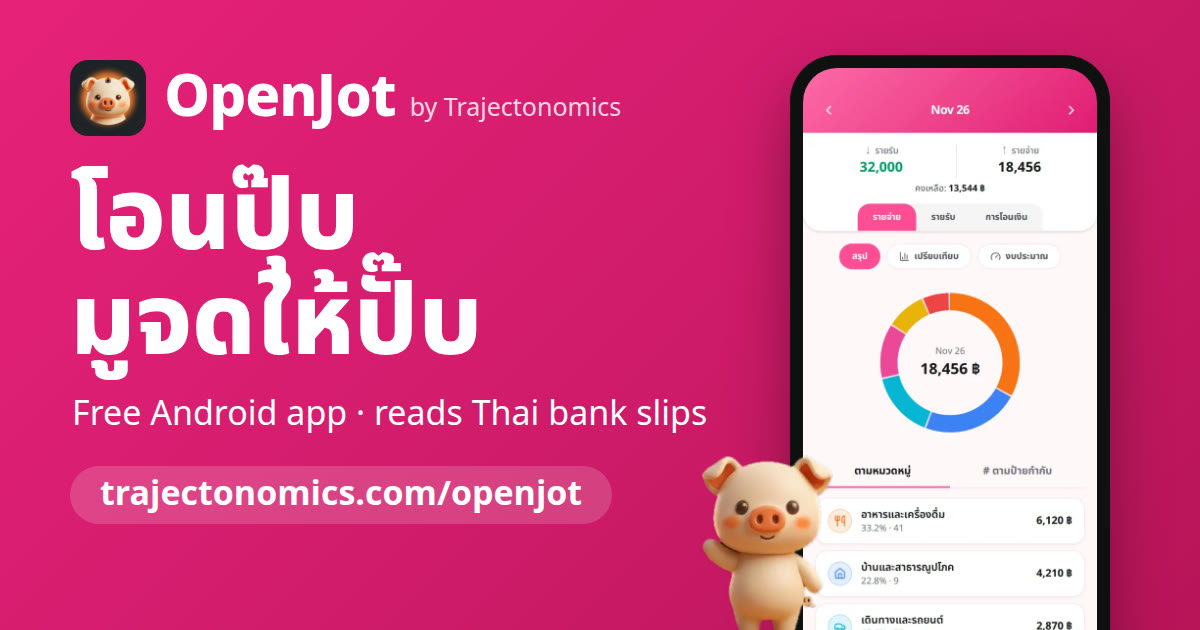 OpenJot by Trajectonomics
โอนปุ๊บ
มูจดให้ปั๊บ
Free Android app · reads Thai bank slips
trajectonomics.com/openjot
‹ Nov 26 ›
↓ รายรับ ↑ รายจ่าย
32,000 18,456
คงเหลือ: 13,544 ฿
รายจ่าย รายรับ การโอนเงิน
สรุป เปรียบเทียบ งบประมาณ
Nov 26
18,456 ฿
ตามหมวดหมู่ # ตามป้ายกำกับ
อาหารและเครื่องดื่ม 6,120 ฿
33.2% · 41
บ้านและสาธารณูปโภค 4,210 ฿
22.8% · 9
เดินทางและรถยนต์ 2,870 ฿